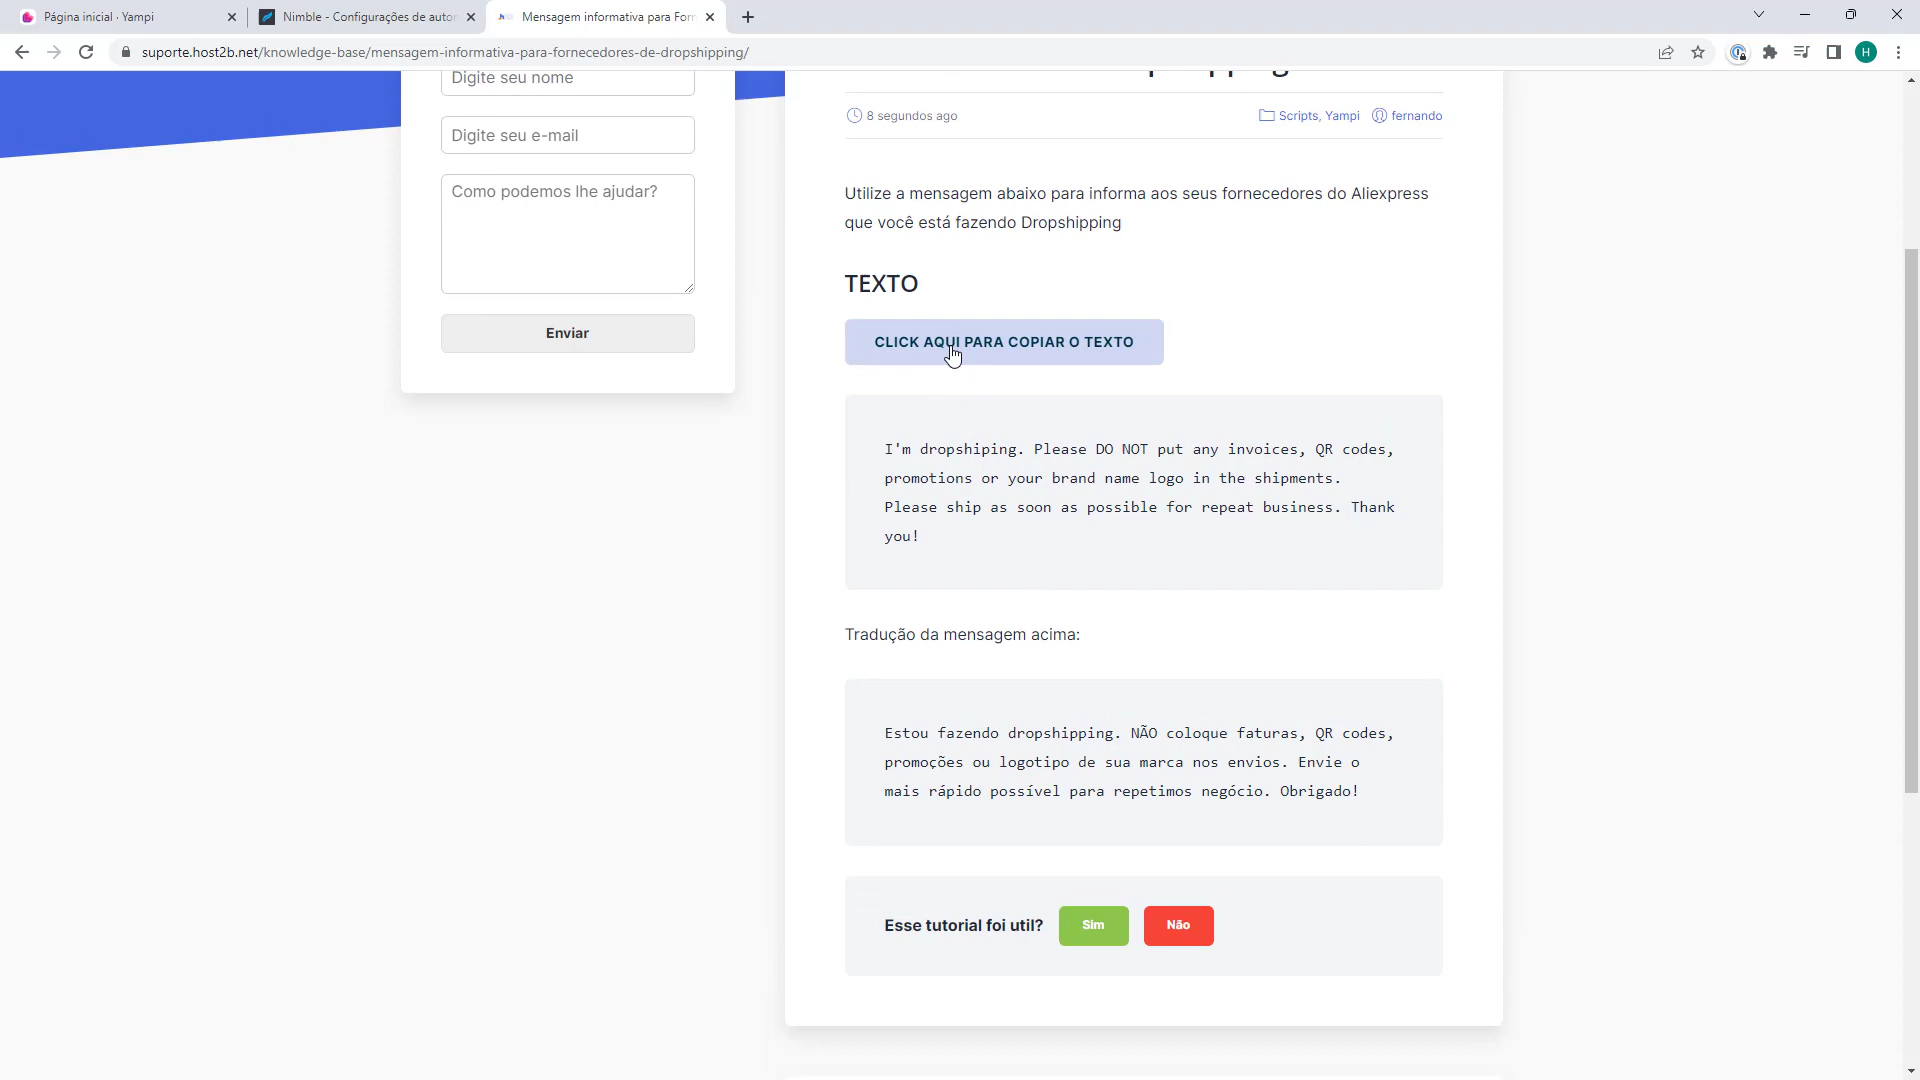 Página inicial · Yampi
Nimble - Configurações de autor
Mensagem informativa para Forn
suporte.host2b.net/knowledge-base/mensagem-informativa-para-fornecedores-de-dropshipping/
H
Digite seu nome
Digite seu e-mail
Como podemos lhe ajudar?
Enviar
8 segundos ago
Scripts, Yampi
fernando
Utilize a mensagem abaixo para informa aos seus fornecedores do Aliexpress
que você está fazendo Dropshipping
TEXTO
CLICK AQUI PARA COPIAR O TEXTO
I'm dropshiping. Please DO NOT put any invoices, QR codes,
promotions or your brand name logo in the shipments.
Please ship as soon as possible for repeat business. Thank
you!
Tradução da mensagem acima:
Estou fazendo dropshipping. NÃO coloque faturas, QR codes,
promoções ou logotipo de sua marca nos envios. Envie o
mais rápido possível para repetimos negócio. Obrigado!
Esse tutorial foi util?
Sim
Não